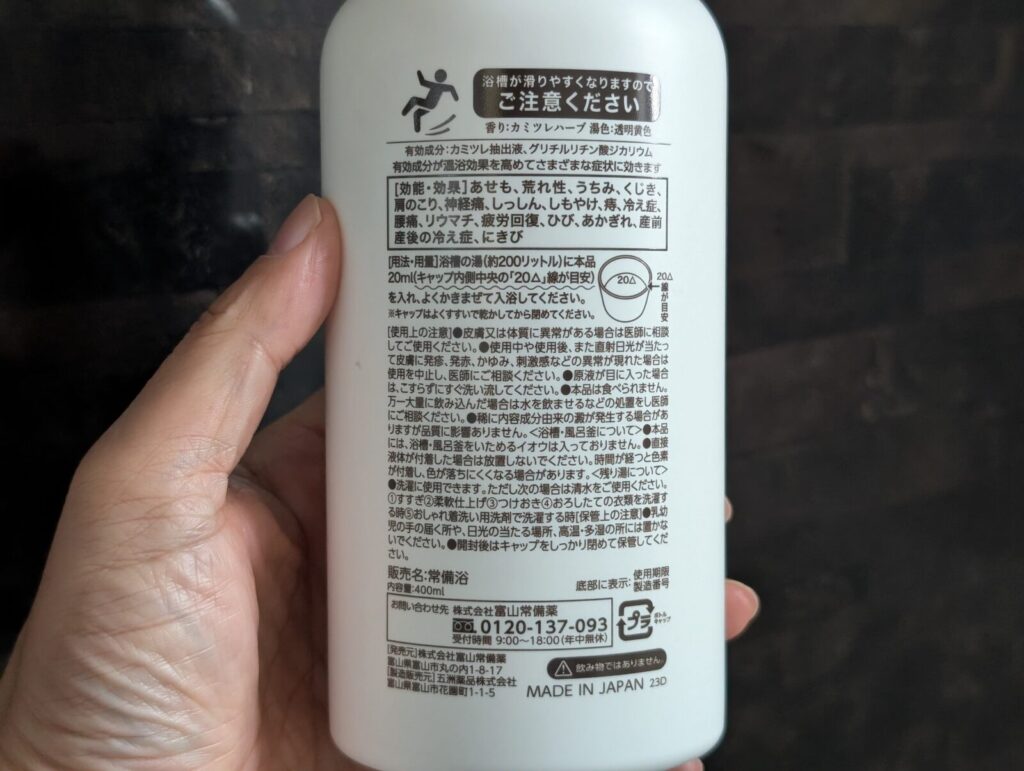 浴槽が滑りやすくなりますので
ご注意ください
香り:カミツレハーブ 湯色:透明黄色
有効成分:カミツレ抽出液、グリチルリチン酸ジカリウム
有効成分が温浴効果を高めてさまざまな症状に効きます
[効能・効果]あせも、荒れ性、うちみ、くじき、
肩のこり、神経痛、しっしん、しもやけ、痔、冷え症、
腰痛、リウマチ、疲労回復、ひび、あかぎれ、産前
産後の冷え症、にきび
[用法・用量]浴槽の湯(約200リットル)に本品
20ml(キャップ内側中央の「20△」線が目安)
を入れ、よくかきまぜて入浴してください。
※キャップはよくすすいで乾かしてから閉めてください。
20△
20△線が目安
[使用上の注意]●皮膚又は体質に異常がある場合は医師に相談
してご使用ください。●使用中や使用後、また直射日光が当たっ
て皮膚に発疹、発赤、かゆみ、刺激感などの異常が現れた場合は
使用を中止し、医師にご相談ください。●原液が目に入った場合
は、こすらずにすぐ洗い流してください。●本品は食べられません。
万一大量に飲み込んだ場合は水を飲ませるなどの処置をし医師
にご相談ください。●稀に内容成分由来の澱が発生する場合があ
りますが品質に影響ありません。<浴槽・風呂釜について>●本品
には、浴槽・風呂釜をいためるイオウは入っておりません。●直接
液体が付着した場合は放置しないでください。時間が経つと色素
が付着し、色が落ちにくくなる場合があります。<残り湯について>
●洗濯に使用できます。ただし次の場合は清水をご使用ください。
①すすぎ②柔軟仕上げ③つけおき④おろしたての衣類を洗濯す
る時⑤おしゃれ着洗い用洗剤で洗濯する時[保管上の注意]●乳幼
児の手の届く所や、日光の当たる場所、高温・多湿の所には置かな
いでください。●開封後はキャップをしっかり閉めて保管してくだ
さい。
販売名:常備浴
内容量:400ml
底部に表示:使用期限
製造番号
お問い合わせ先 株式会社富山常備薬
0120-137-093
受付時間 9:00~18:00(年中無休)
プラ
ボトル
キャップ
[発売元]株式会社富山常備薬
富山県富山市丸の内1-8-17
[製造販売元]五洲薬品株式会社
富山県富山市花園町1-1-5
飲み物ではありません
MADE IN JAPAN 23D